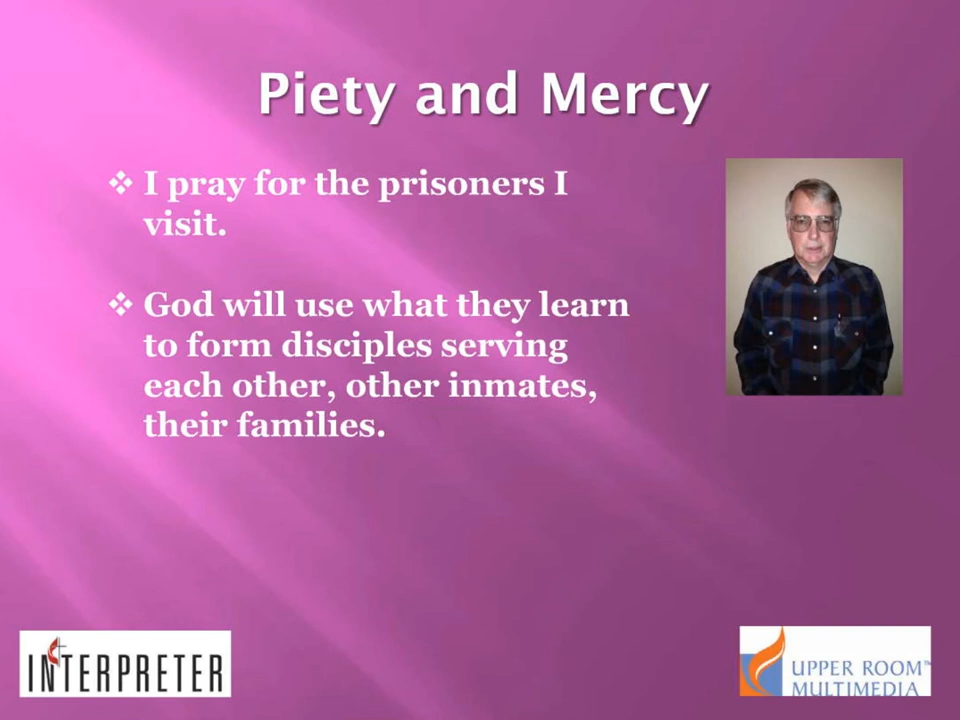 Piety and Mercy
❖ I pray for the prisoners I
visit.
❖ God will use what they learn
to form disciples serving
each other, other inmates,
their families.
INTERPRETER
UPPER ROOM™
MULTIMEDIA